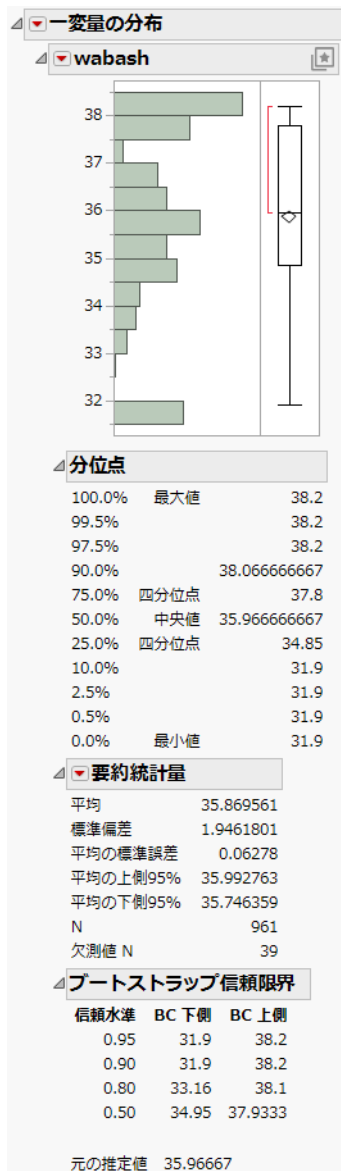 一変量の分布
wabash
38
37
36
35
34
33
32
分位点
100.0% 最大値 38.2
99.5% 38.2
97.5% 38.2
90.0% 38.066666667
75.0% 四分位点 37.8
50.0% 中央値 35.966666667
25.0% 四分位点 34.85
10.0% 31.9
2.5% 31.9
0.5% 31.9
0.0% 最小値 31.9
要約統計量
平均 35.869561
標準偏差 1.9461801
平均の標準誤差 0.06278
平均の上側95% 35.992763
平均の下側95% 35.746359
N 961
欠測値 N 39
ブートストラップ信頼限界
信頼水準 BC 下側 BC 上側
0.95 31.9 38.2
0.90 31.9 38.2
0.80 33.16 38.1
0.50 34.95 37.9333
元の推定値 35.96667